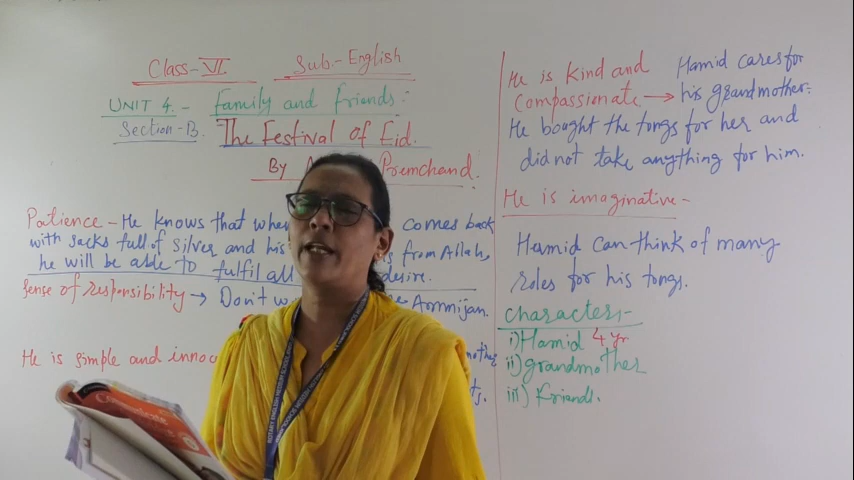 Class-VI Sub-English
UNIT 4.- family and friends:
Section-B. The Festival of Eid.
By Premchand.
Patience - He knows that comes back
with sacks full of silver and his from Allah,
he will be able to fulfil all desire.
sense of responsibility → Don't Ammijan.
He is simple and
He is kind and
Compassionate → Hamid cares for
his grandmother:
He bought the tongs for her and
did not take anything for him.
He is imaginative-
Hamid can think of many
roles for his tongs.
characters-
i) Hamid 4 yr
ii) grandmother
iii) friends.
Communicate